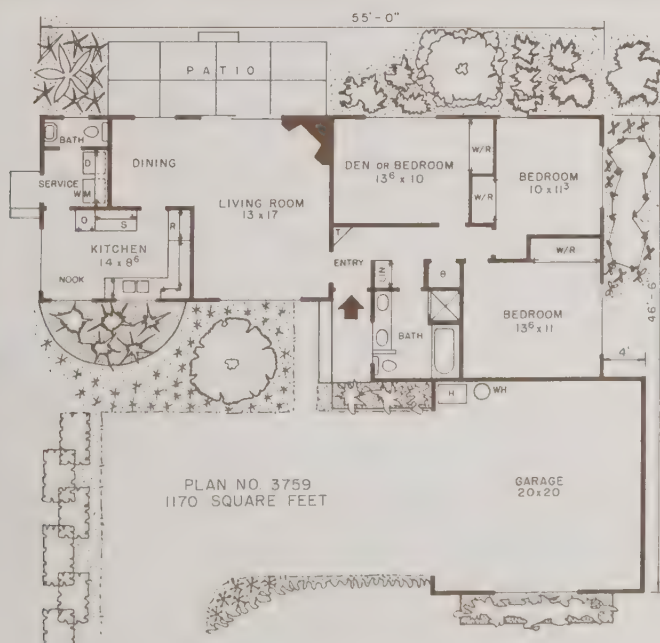 55'-0"
PATIO
BATH
D
DINING
DEN OR BEDROOM
13⁶ x 10
W/R
W/R
BEDROOM
10 x 11³
SERVICE
W M
LIVING ROOM
13 x 17
O
S
R
KITCHEN
14 x 8⁶
NOOK
T
ENTRY
LIN
B
W/R
BATH
BEDROOM
13⁶ x 11
46'-6"
4'
H
WH
PLAN NO. 3759
1170 SQUARE FEET
GARAGE
20 x 20